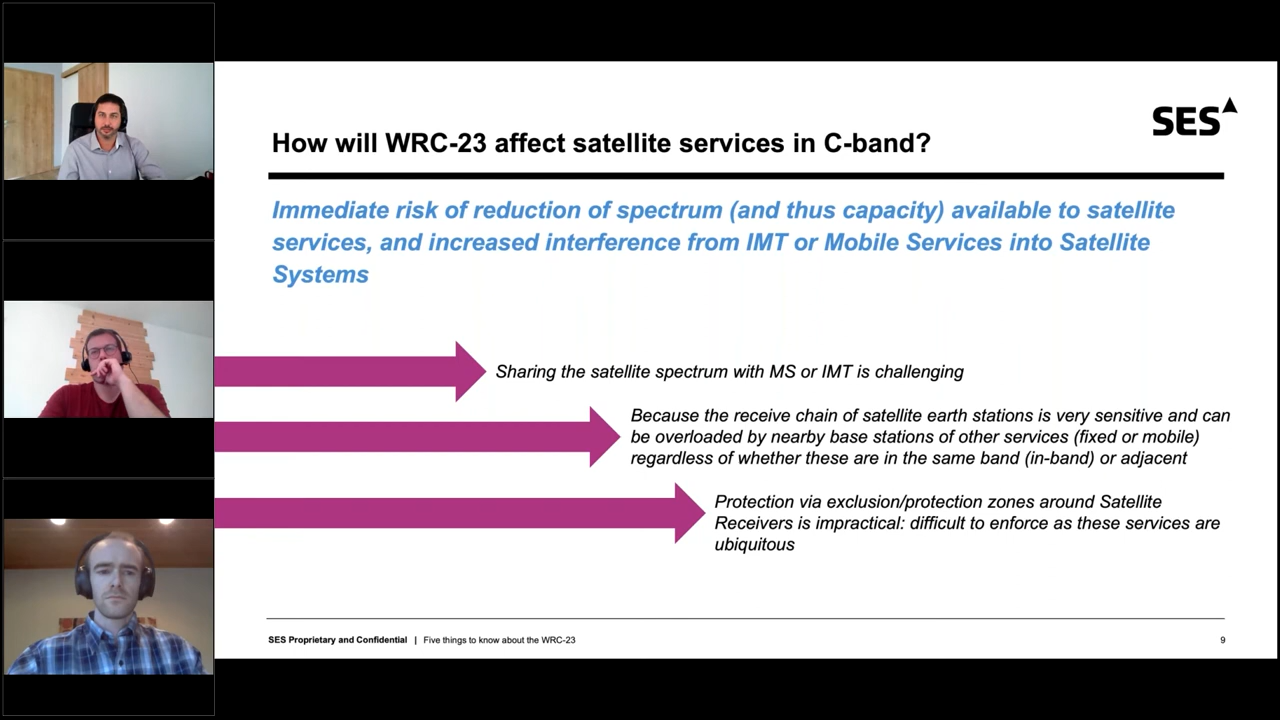 SES
How will WRC-23 affect satellite services in C-band?
Immediate risk of reduction of spectrum (and thus capacity) available to satellite
services, and increased interference from IMT or Mobile Services into Satellite
Systems
Sharing the satellite spectrum with MS or IMT is challenging
Because the receive chain of satellite earth stations is very sensitive and can
be overloaded by nearby base stations of other services (fixed or mobile)
regardless of whether these are in the same band (in-band) or adjacent
Protection via exclusion/protection zones around Satellite
Receivers is impractical: difficult to enforce as these services are
ubiquitous
SES Proprietary and Confidential | Five things to know about the WRC-23
9